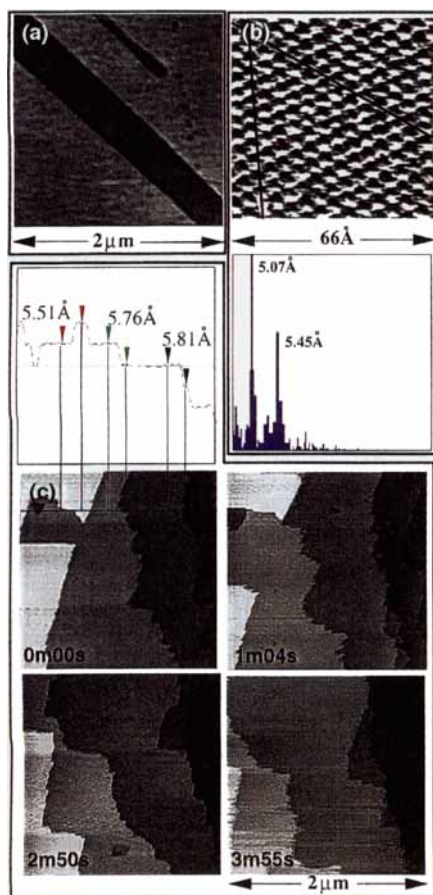 (a)
(b)
2μm
66Å
5.51Å
5.76Å
5.81Å
5.07Å
5.45Å
(c)
0m00s
1m04s
2m50s
3m55s
2μm